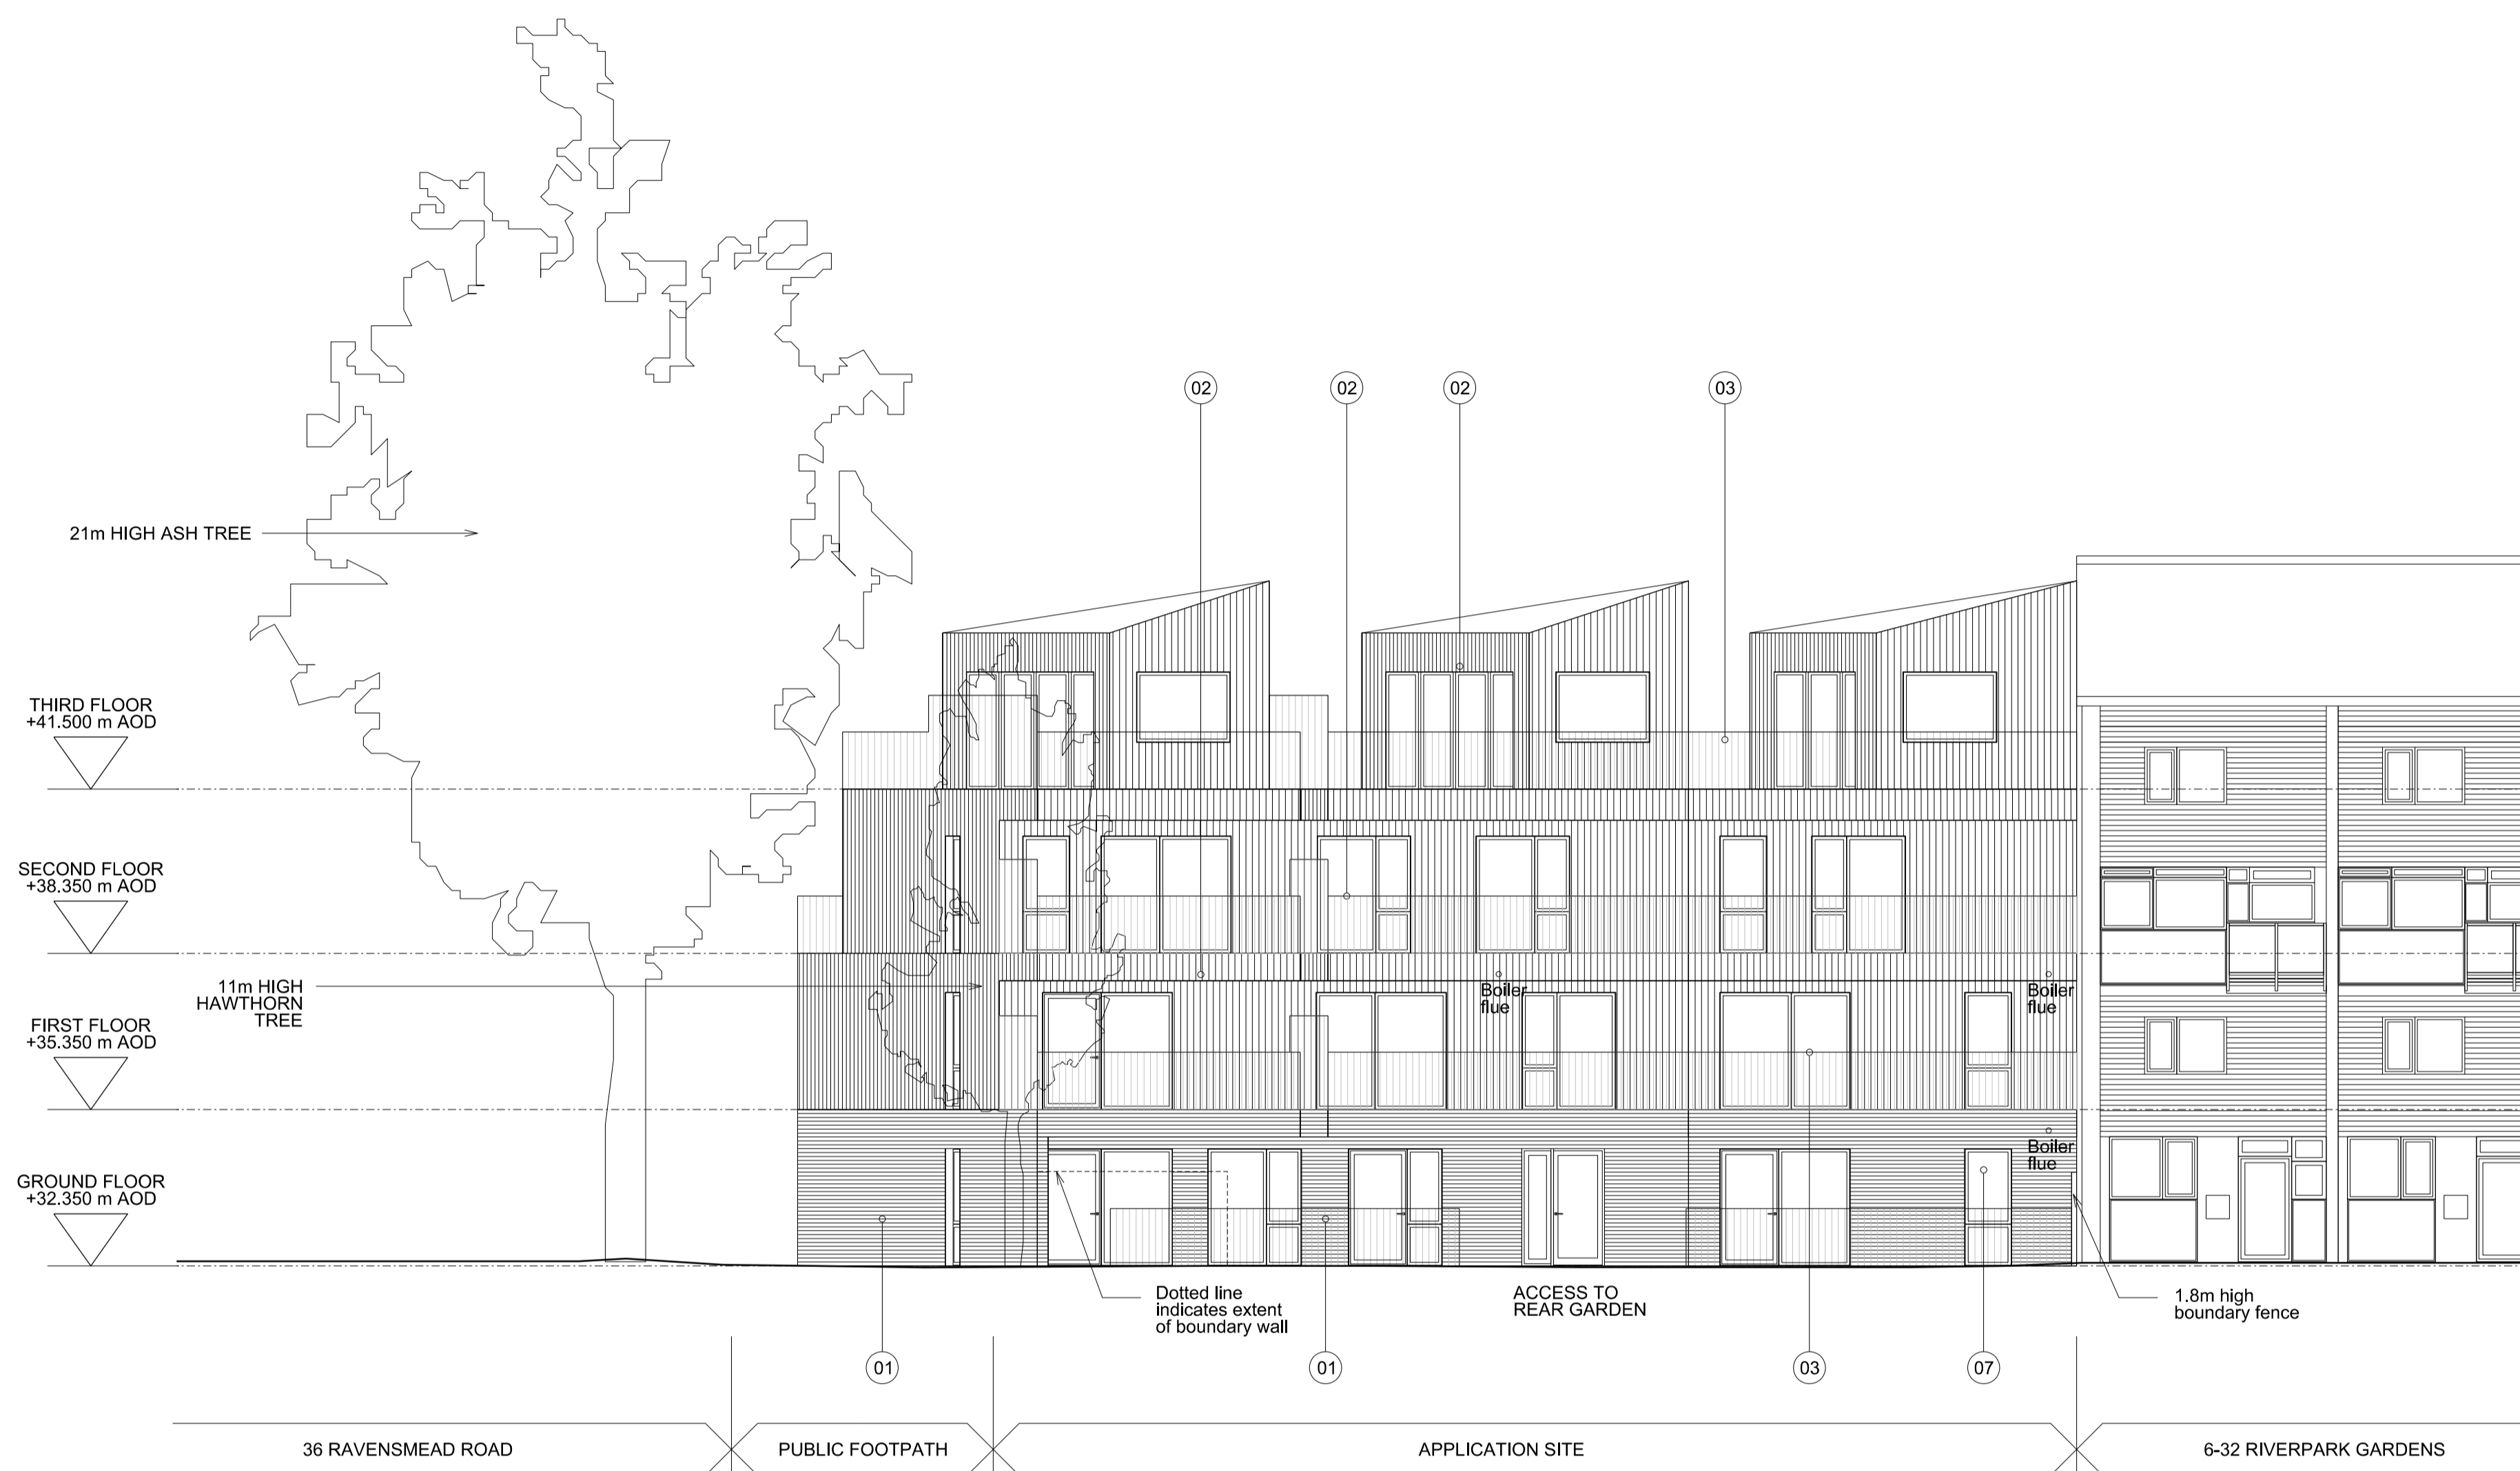 02
02
02
03
21m HIGH ASH TREE
THIRD FLOOR
+41.500 m AOD
SECOND FLOOR
+38.350 m AOD
11m HIGH
HAWTHORN
TREE
Boiler
flue
Boiler
flue
FIRST FLOOR
+35.350 m AOD
Boiler
flue
GROUND FLOOR
+32.350 m AOD
Dotted line
indicates extent
of boundary wall
ACCESS TO
REAR GARDEN
1.8m high
boundary fence
01
01
03
07
36 RAVENSMEAD ROAD
PUBLIC FOOTPATH
APPLICATION SITE
6-32 RIVERPARK GARDENS